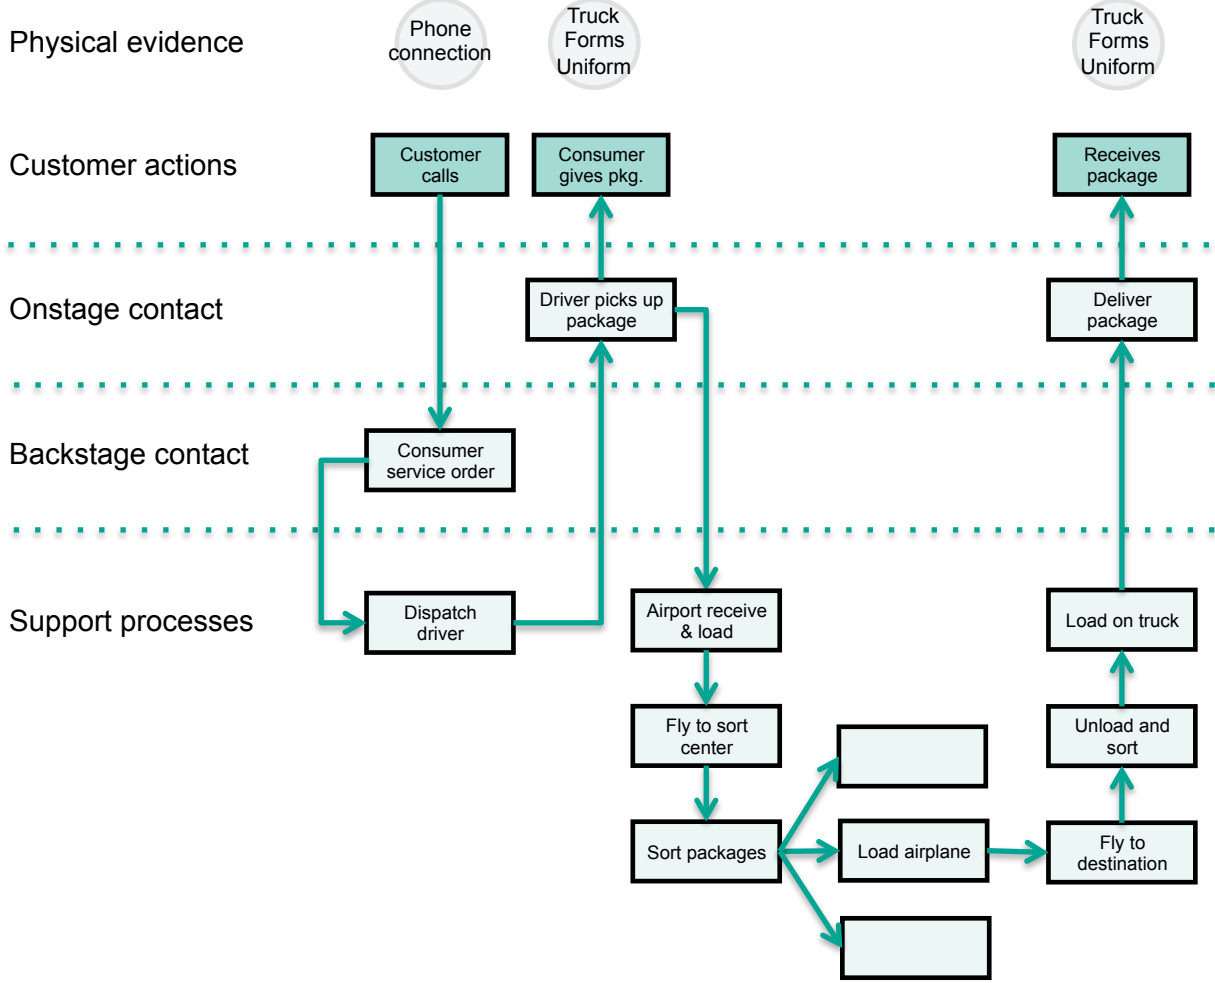 Physical evidence
Phone
connection
Truck
Forms
Uniform
Truck
Forms
Uniform
Customer actions
Customer
calls
Consumer
gives pkg.
Receives
package
Onstage contact
Driver picks up
package
Deliver
package
Backstage contact
Consumer
service order
Support processes
Dispatch
driver
Airport receive
& load
Load on truck
Fly to sort
center
Unload and
sort
Sort packages
Load airplane
Fly to
destination